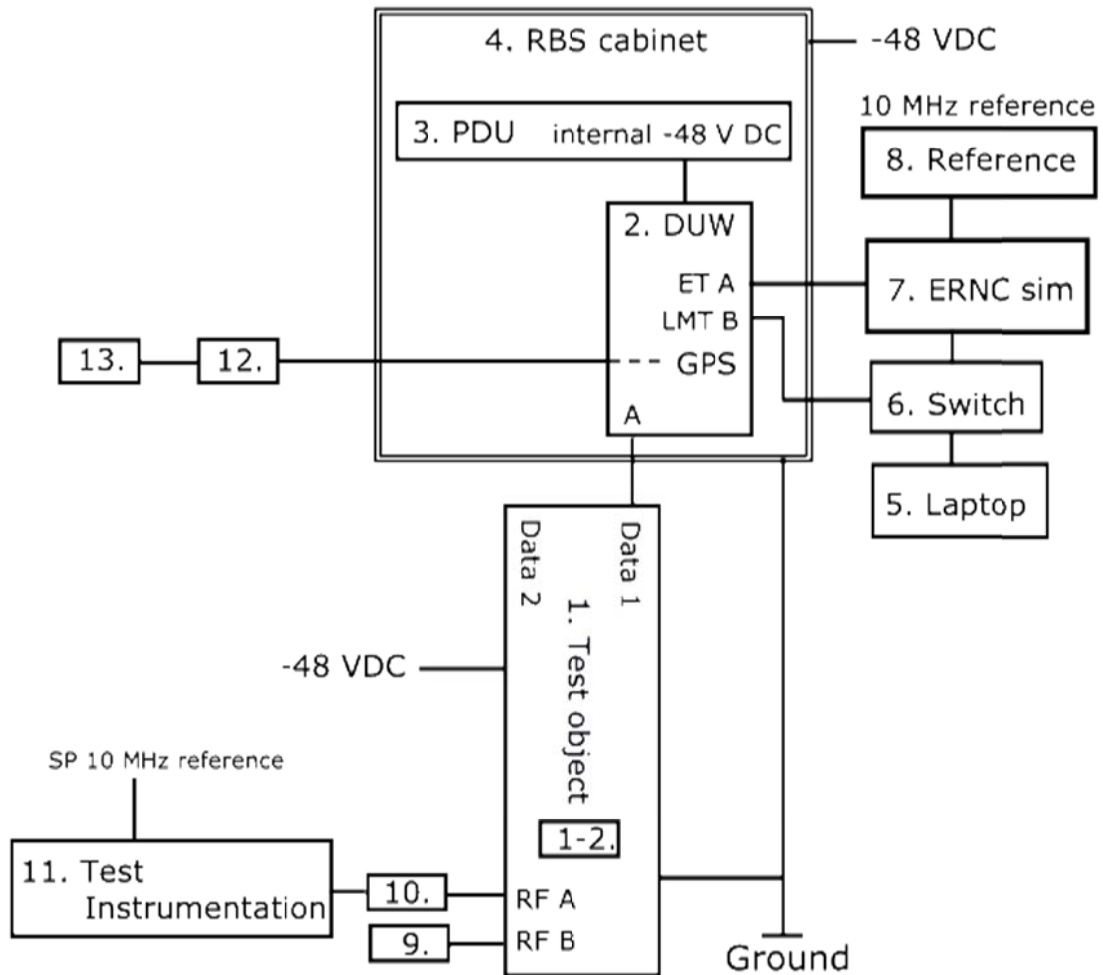 4. RBS cabinet
-48 VDC
10 MHz reference
3. PDU internal -48 V DC
8. Reference
2. DUW
ET A
7. ERNC sim
LMT B
13.
12.
GPS
6. Switch
A
5. Laptop
Data 2
Data 1
1. Test object
-48 VDC
SP 10 MHz reference
1-2.
11. Test
Instrumentation
10.
RF A
9.
RF B
Ground